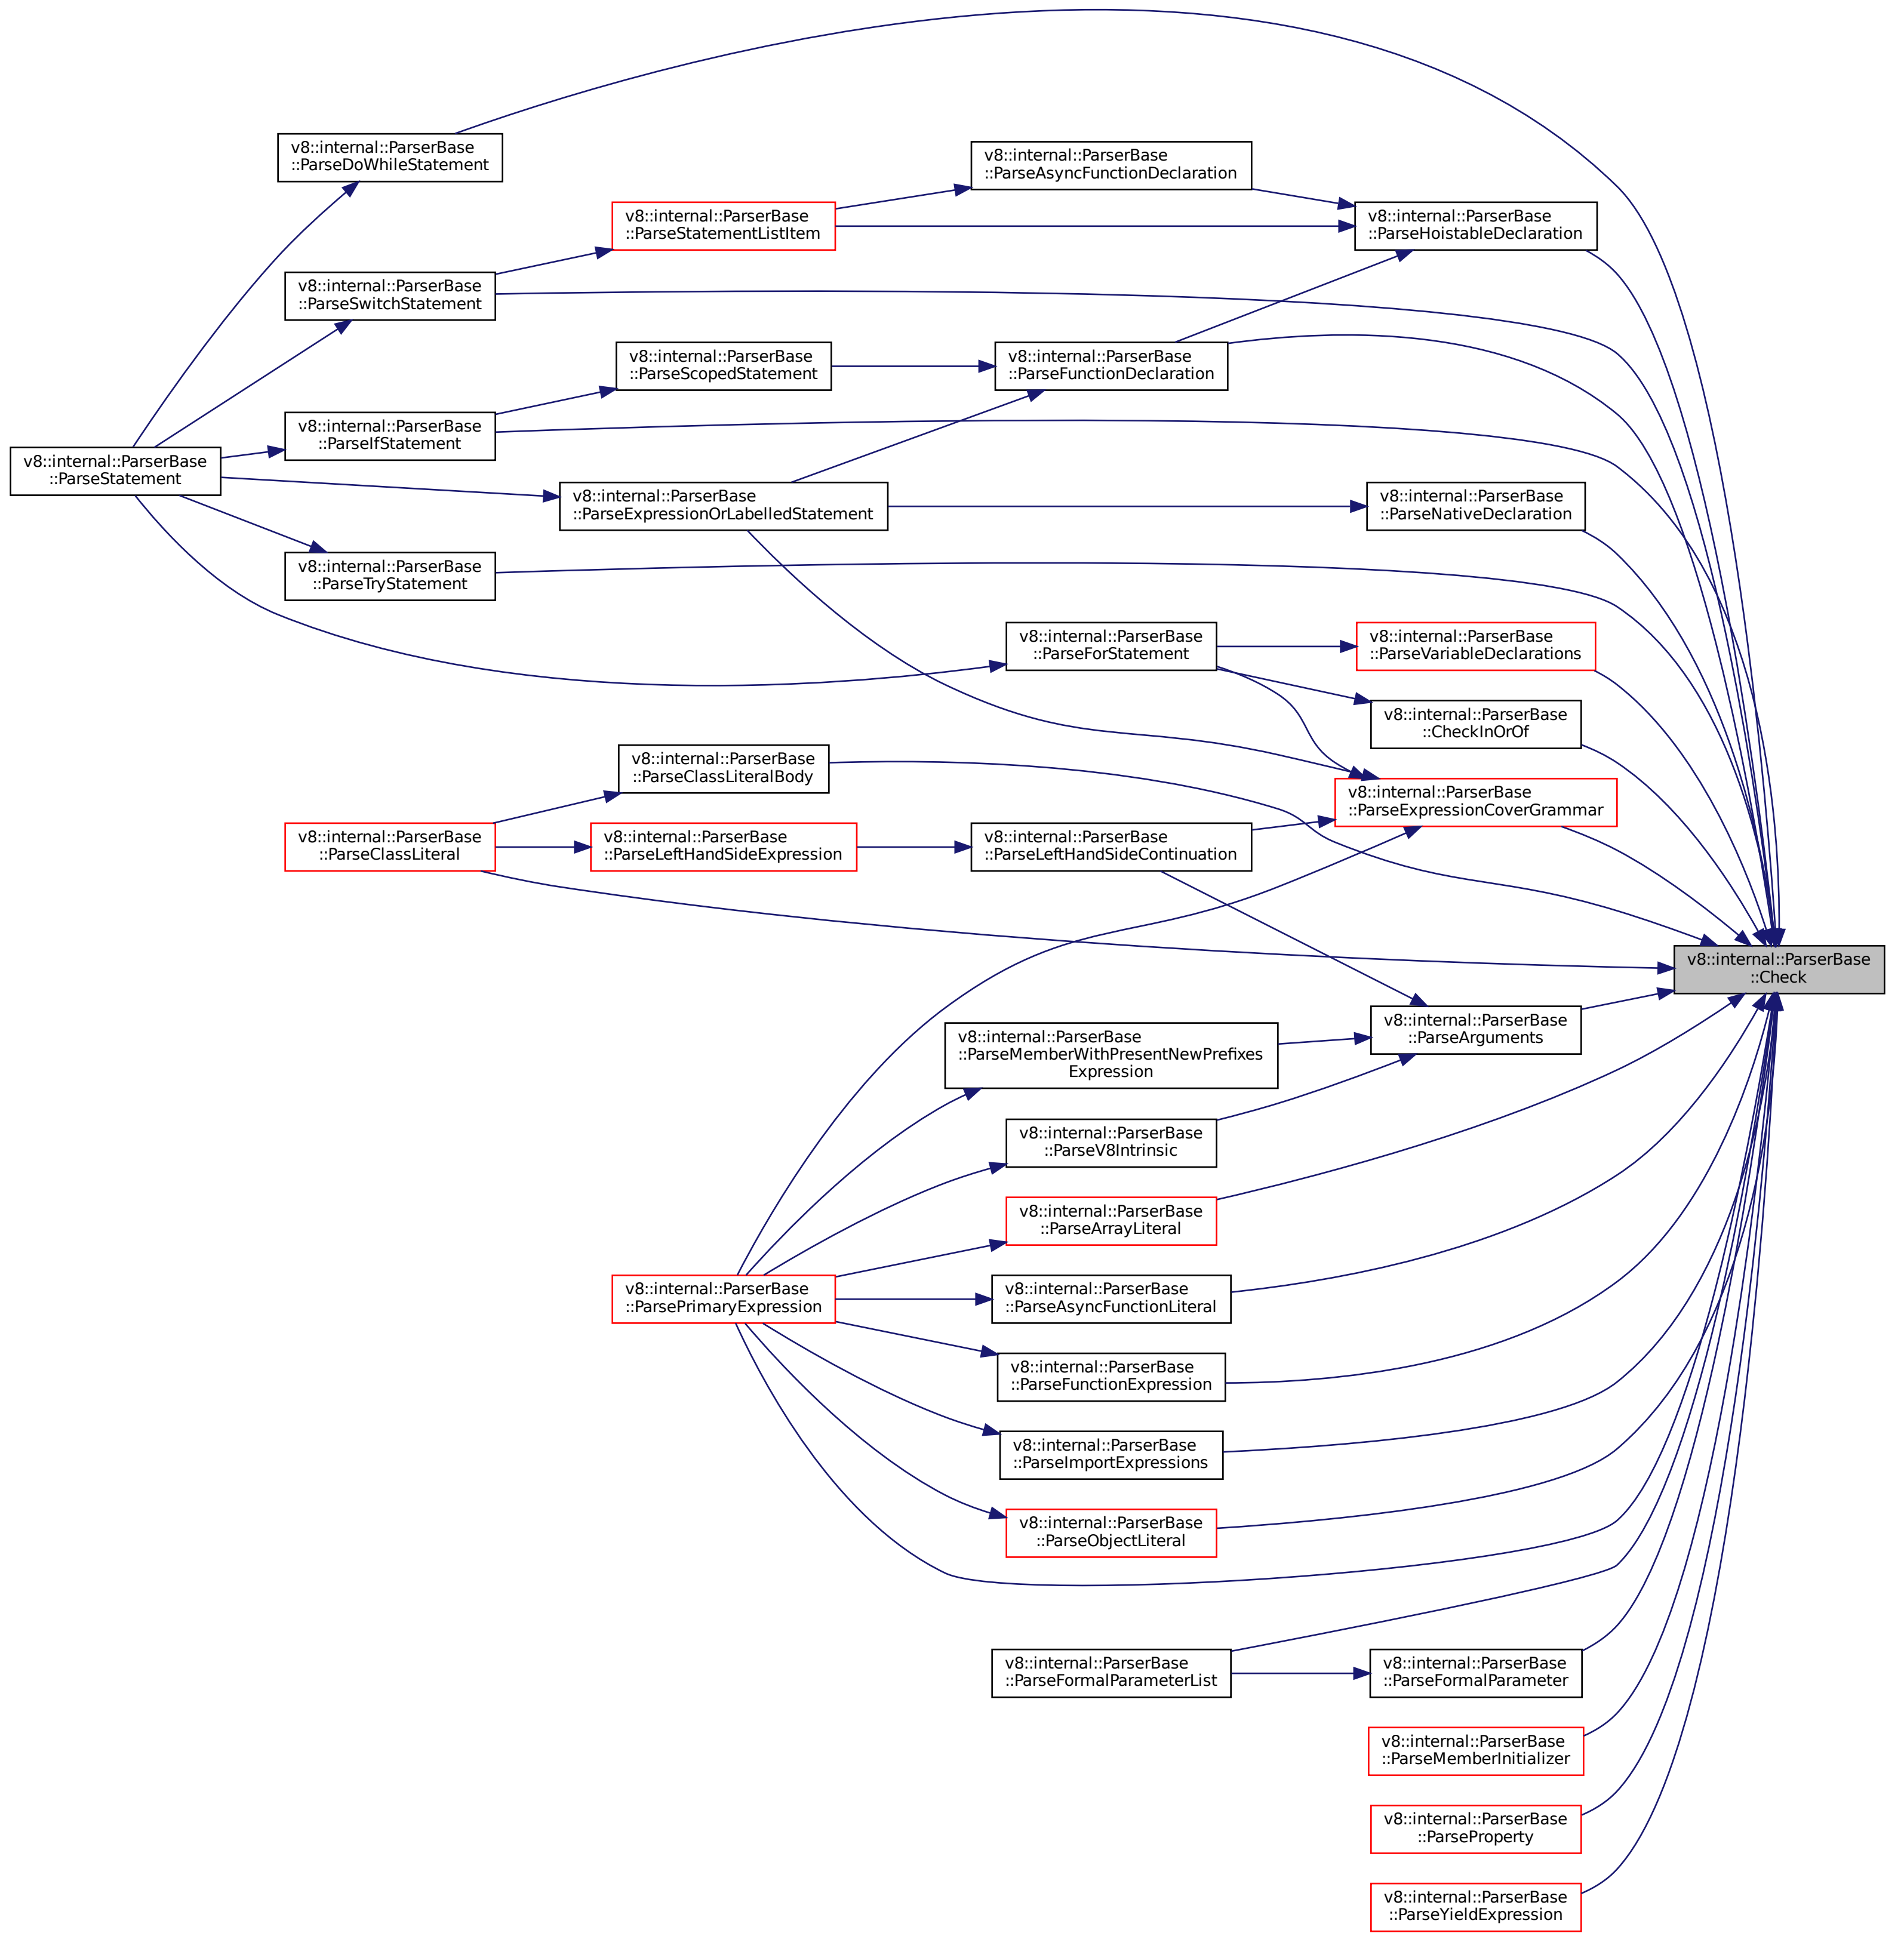 v8::internal::ParserBase
::ParseDoWhileStatement
v8::internal::ParserBase
::ParseAsyncFunctionDeclaration
v8::internal::ParserBase
::ParseStatementListItem
v8::internal::ParserBase
::ParseHoistableDeclaration
v8::internal::ParserBase
::ParseSwitchStatement
v8::internal::ParserBase
::ParseScopedStatement
v8::internal::ParserBase
::ParseFunctionDeclaration
v8::internal::ParserBase
::ParseIfStatement
v8::internal::ParserBase
::ParseStatement
v8::internal::ParserBase
::ParseExpressionOrLabelledStatement
v8::internal::ParserBase
::ParseNativeDeclaration
v8::internal::ParserBase
::ParseTryStatement
v8::internal::ParserBase
::ParseForStatement
v8::internal::ParserBase
::ParseVariableDeclarations
v8::internal::ParserBase
::CheckInOrOf
v8::internal::ParserBase
::ParseClassLiteralBody
v8::internal::ParserBase
::ParseExpressionCoverGrammar
v8::internal::ParserBase
::ParseClassLiteral
v8::internal::ParserBase
::ParseLeftHandSideExpression
v8::internal::ParserBase
::ParseLeftHandSideContinuation
v8::internal::ParserBase
::Check
v8::internal::ParserBase
::ParseArguments
v8::internal::ParserBase
::ParseMemberWithPresentNewPrefixes
Expression
v8::internal::ParserBase
::ParseV8Intrinsic
v8::internal::ParserBase
::ParseArrayLiteral
v8::internal::ParserBase
::ParsePrimaryExpression
v8::internal::ParserBase
::ParseAsyncFunctionLiteral
v8::internal::ParserBase
::ParseFunctionExpression
v8::internal::ParserBase
::ParseImportExpressions
v8::internal::ParserBase
::ParseObjectLiteral
v8::internal::ParserBase
::ParseFormalParameterList
v8::internal::ParserBase
::ParseFormalParameter
v8::internal::ParserBase
::ParseMemberInitializer
v8::internal::ParserBase
::ParseProperty
v8::internal::ParserBase
::ParseYieldExpression